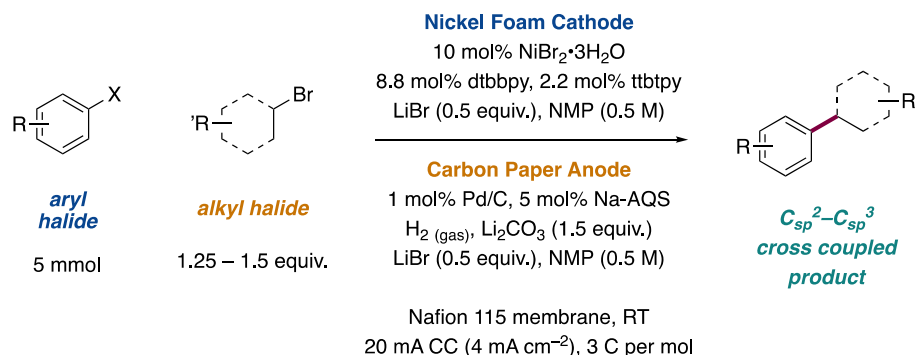 Nickel Foam Cathode
10 mol% NiBr₂•3H₂O
8.8 mol% dtbbpy, 2.2 mol% ttbtpy
LiBr (0.5 equiv.), NMP (0.5 M)
R
X
'R
Br
R
R
Carbon Paper Anode
1 mol% Pd/C, 5 mol% Na-AQS
H₂ (gas), Li₂CO₃ (1.5 equiv.)
LiBr (0.5 equiv.), NMP (0.5 M)
aryl
halide
5 mmol
alkyl halide
1.25 – 1.5 equiv.
Csp²–Csp³
cross coupled
product
Nafion 115 membrane, RT
20 mA CC (4 mA cm⁻²), 3 C per mol